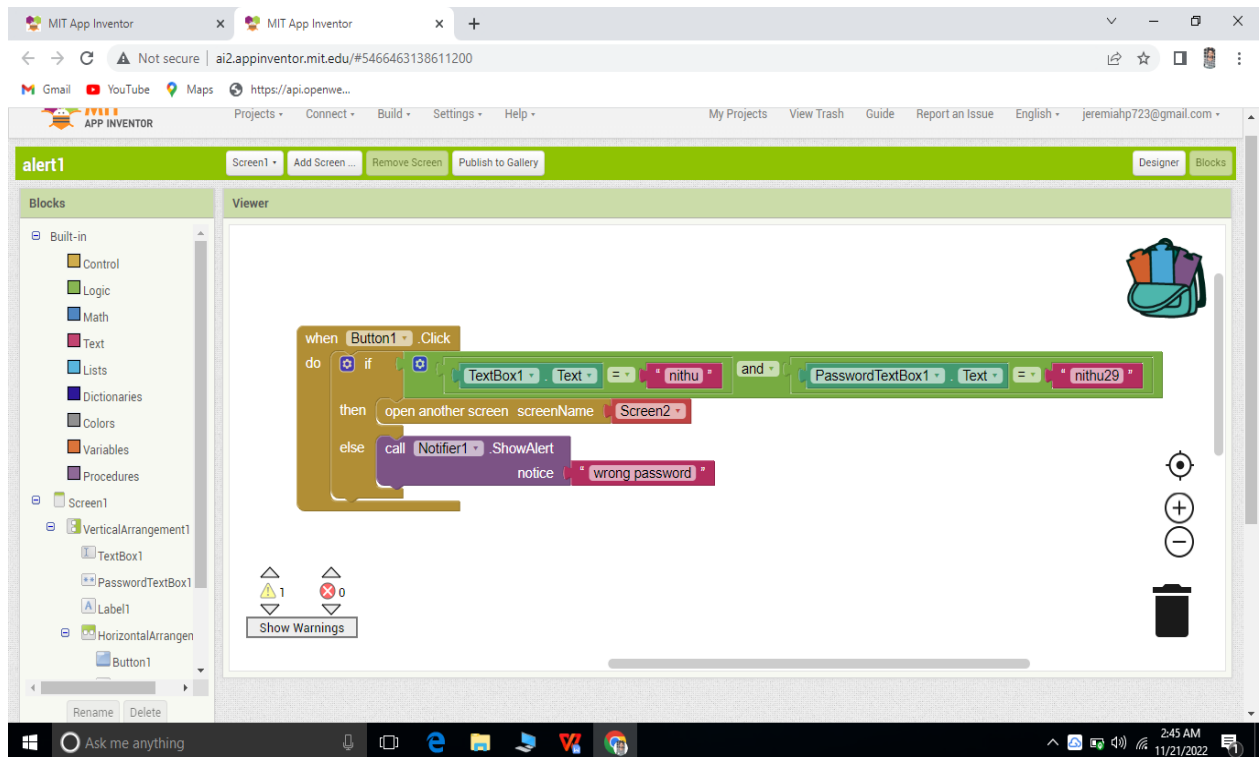 MIT App Inventor
MIT App Inventor
Not secure ai2.appinventor.mit.edu/#5466463138611200
Gmail YouTube Maps https://api.openwe...
MIT
APP INVENTOR
Projects Connect Build Settings Help My Projects View Trash Guide Report an Issue English jeremiahp723@gmail.com
alert1 Screen1 Add Screen ... Remove Screen Publish to Gallery Designer Blocks
Blocks Viewer
Built-in
Control
Logic
Math
Text
Lists
Dictionaries
Colors
Variables
Procedures
Screen1
VerticalArrangement1
TextBox1
PasswordTextBox1
Label1
HorizontalArrangen
Button1
Rename Delete
when Button1 .Click
do if TextBox1 . Text = " nithu " and PasswordTextBox1 . Text = " nithu29 "
then open another screen screenName Screen2
else call Notifier1 .ShowAlert
notice " wrong password "
1 0
Show Warnings
Ask me anything
2:45 AM
11/21/2022
1